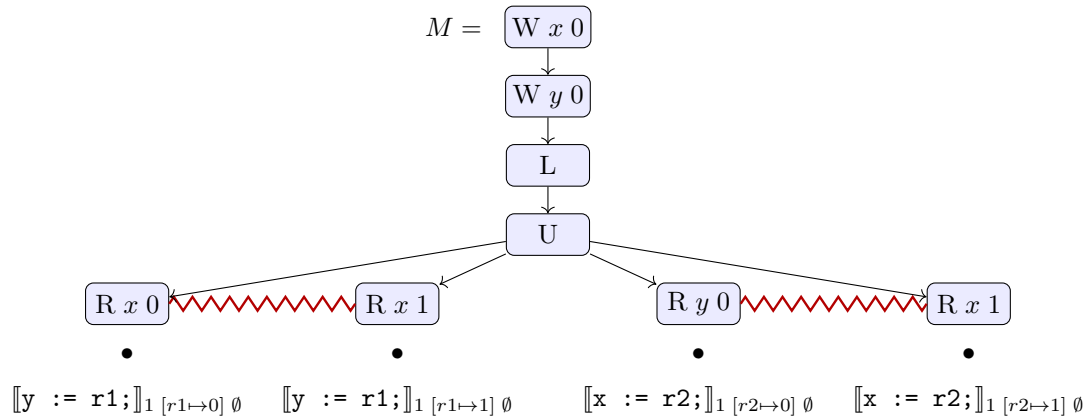 M = W x 0
W y 0
L
U
R x 0 R x 1 R y 0 R x 1
⟦y := r1;⟧1 [r1↦0] ∅ ⟦y := r1;⟧1 [r1↦1] ∅ ⟦x := r2;⟧1 [r2↦0] ∅ ⟦x := r2;⟧1 [r2↦1] ∅